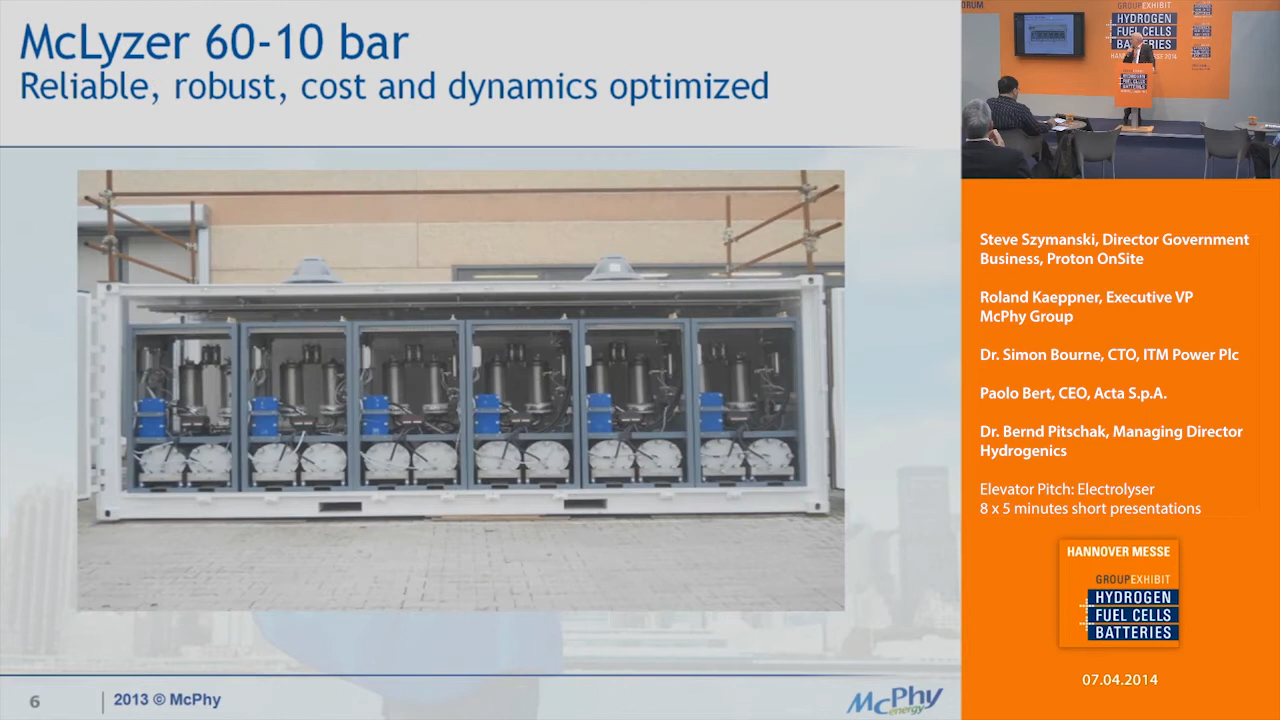 McLyzer 60-10 bar
Reliable, robust, cost and dynamics optimized
6
2013 © McPhy
McPhy
energy
ORUM
GROUPEXHIBIT
HYDROGEN
FUEL CELLS
BATTERIES
Steve Szymanski, Director Government
Business, Proton OnSite
Roland Kaeppner, Executive VP
McPhy Group
Dr. Simon Bourne, CTO, ITM Power Plc
Paolo Bert, CEO, Acta S.p.A.
Dr. Bernd Pitschak, Managing Director
Hydrogenics
Elevator Pitch: Electrolyser
8 x 5 minutes short presentations
HANNOVER MESSE
GROUPEXHIBIT
HYDROGEN
FUEL CELLS
BATTERIES
07.04.2014